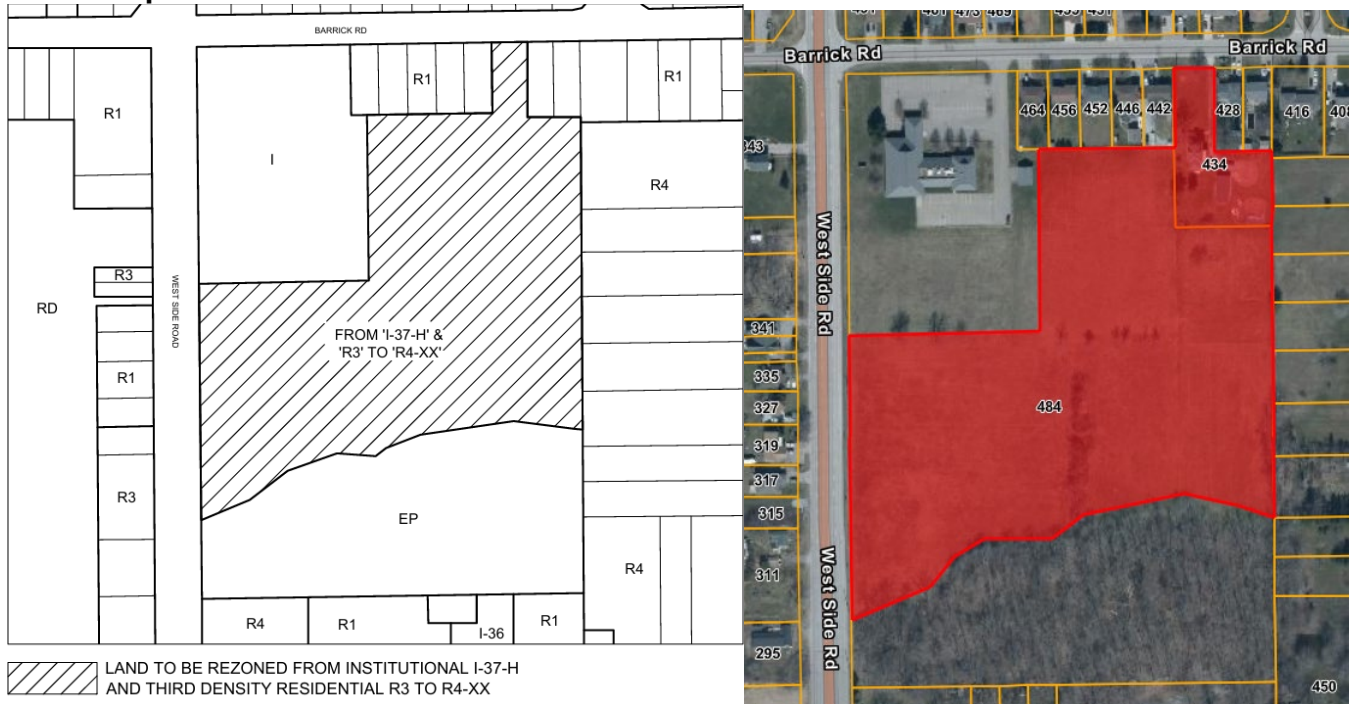 BARRICK RD
R1
R1
R1
I
R4
R3
RD
WEST SIDE ROAD
FROM 'I-37-H' &
'R3' TO 'R4-XX'
R1
R3
EP
R4
R4
R1
I-36
R1
LAND TO BE REZONED FROM INSTITUTIONAL I-37-H
AND THIRD DENSITY RESIDENTIAL R3 TO R4-XX
481 473 469
Barrick Rd
Barrick Rd
464 456 452 446 442 428 416
434
West Side Rd
341
335
327
319
317
315
311
295
484
West Side Rd
450